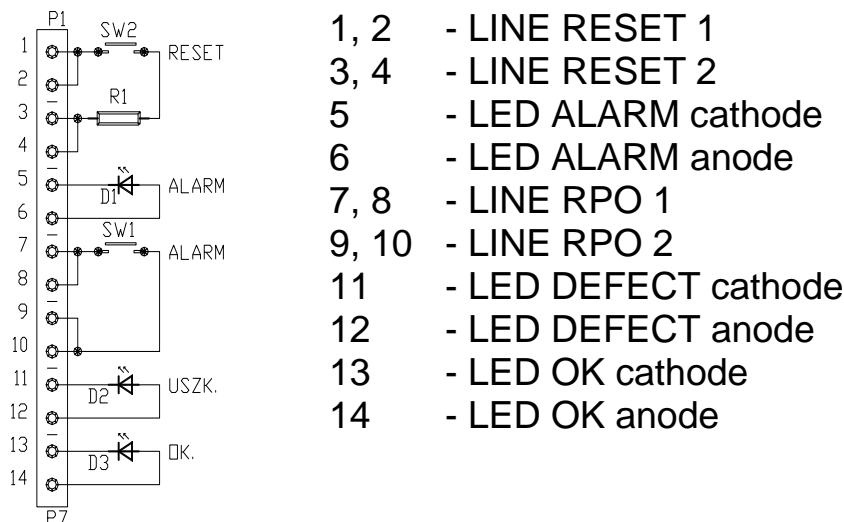 P1
1
2
3
4
5
6
7
8
9
10
11
12
13
14
P7
SW2
RESET
R1
D1
ALARM
SW1
ALARM
D2
USZK.
D3
OK.
1, 2 - LINE RESET 1
3, 4 - LINE RESET 2
5 - LED ALARM cathode
6 - LED ALARM anode
7, 8 - LINE RPO 1
9, 10 - LINE RPO 2
11 - LED DEFECT cathode
12 - LED DEFECT anode
13 - LED OK cathode
14 - LED OK anode